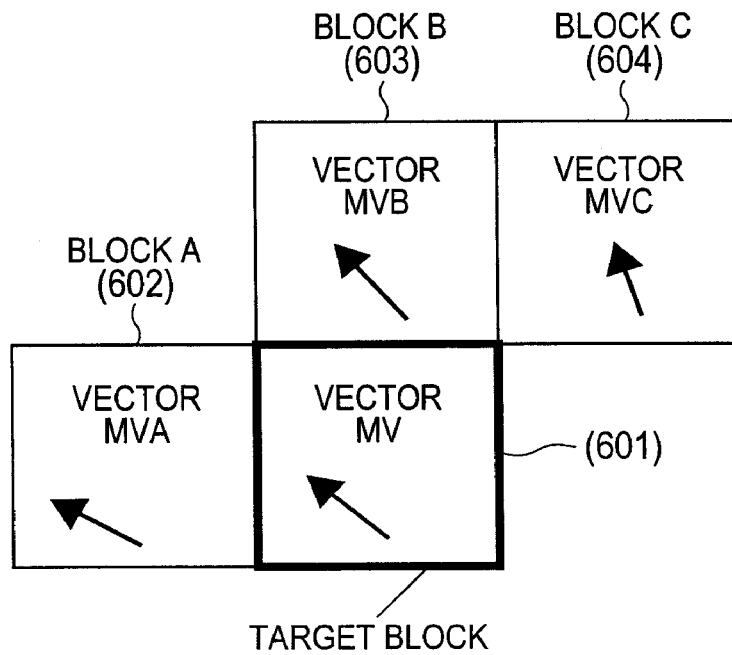 BLOCK B
(603)
BLOCK C
(604)
VECTOR
MVB
VECTOR
MVC
BLOCK A
(602)
VECTOR
MVA
VECTOR
MV
(601)
TARGET BLOCK